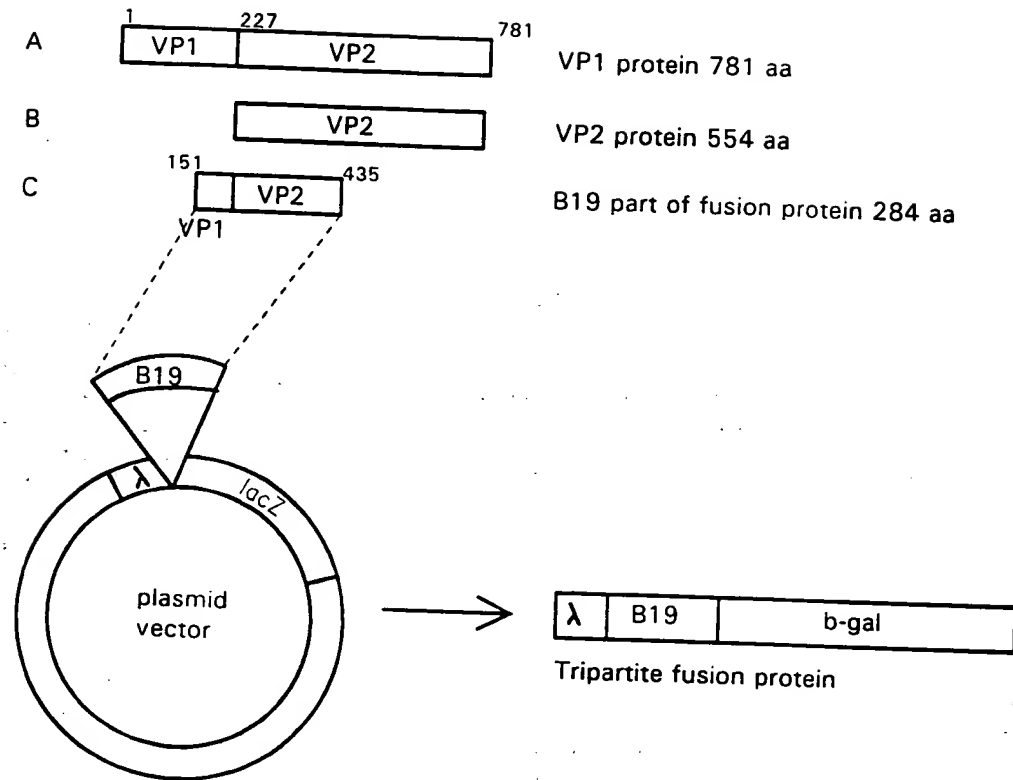 1 227 781
A VP1 VP2 VP1 protein 781 aa
B VP2 VP2 protein 554 aa
151 435
C VP2 B19 part of fusion protein 284 aa
VP1
B19
λ lacZ
plasmid
vector
λ B19 b-gal
Tripartite fusion protein